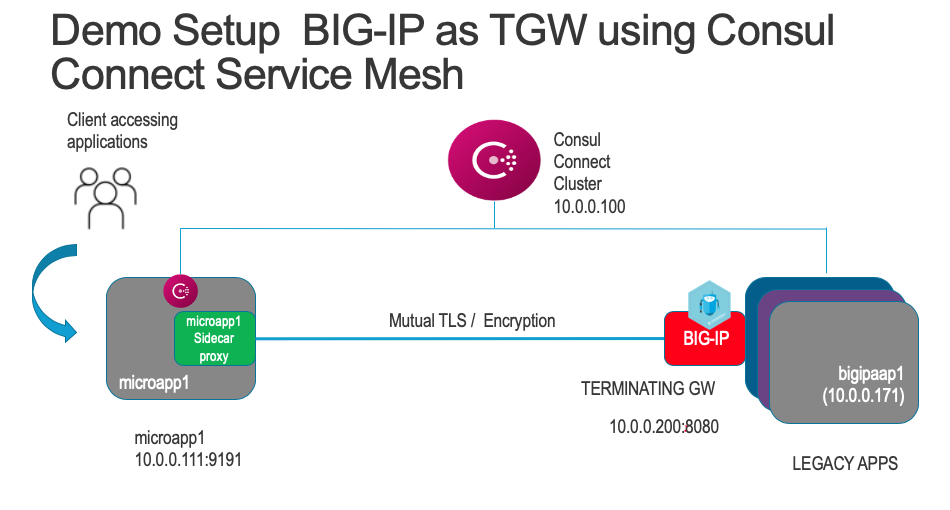 Demo Setup BIG-IP as TGW using Consul
Connect Service Mesh
Client accessing
applications
Consul
Connect
Cluster
10.0.0.100
microapp1
Sidecar
proxy
microapp1
Mutual TLS / Encryption
BIG-IP
bigipaap1
(10.0.0.171)
TERMINATING GW
10.0.0.200:8080
microapp1
10.0.0.111:9191
LEGACY APPS